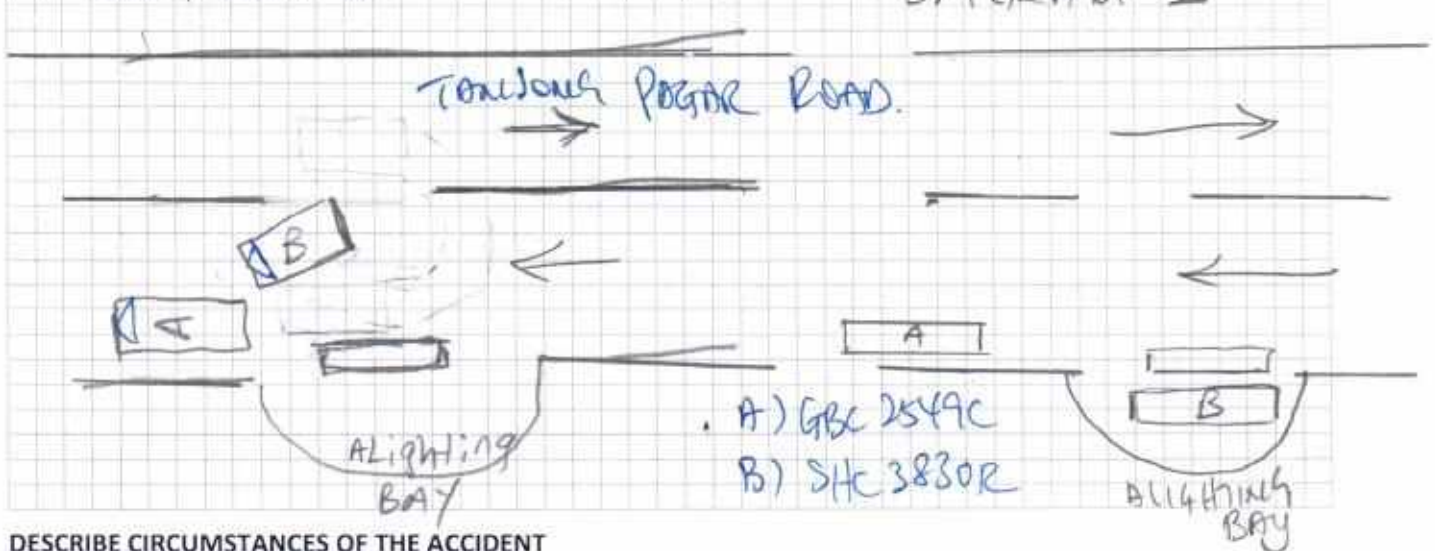 TANJONG PAGAR ROAD.
B
A
A
B
A) GBC 2549C
B) SHC 3830R
ALighting
BAY
ALIGHTING
BAY
DESCRIBE CIRCUMSTANCES OF THE ACCIDENT